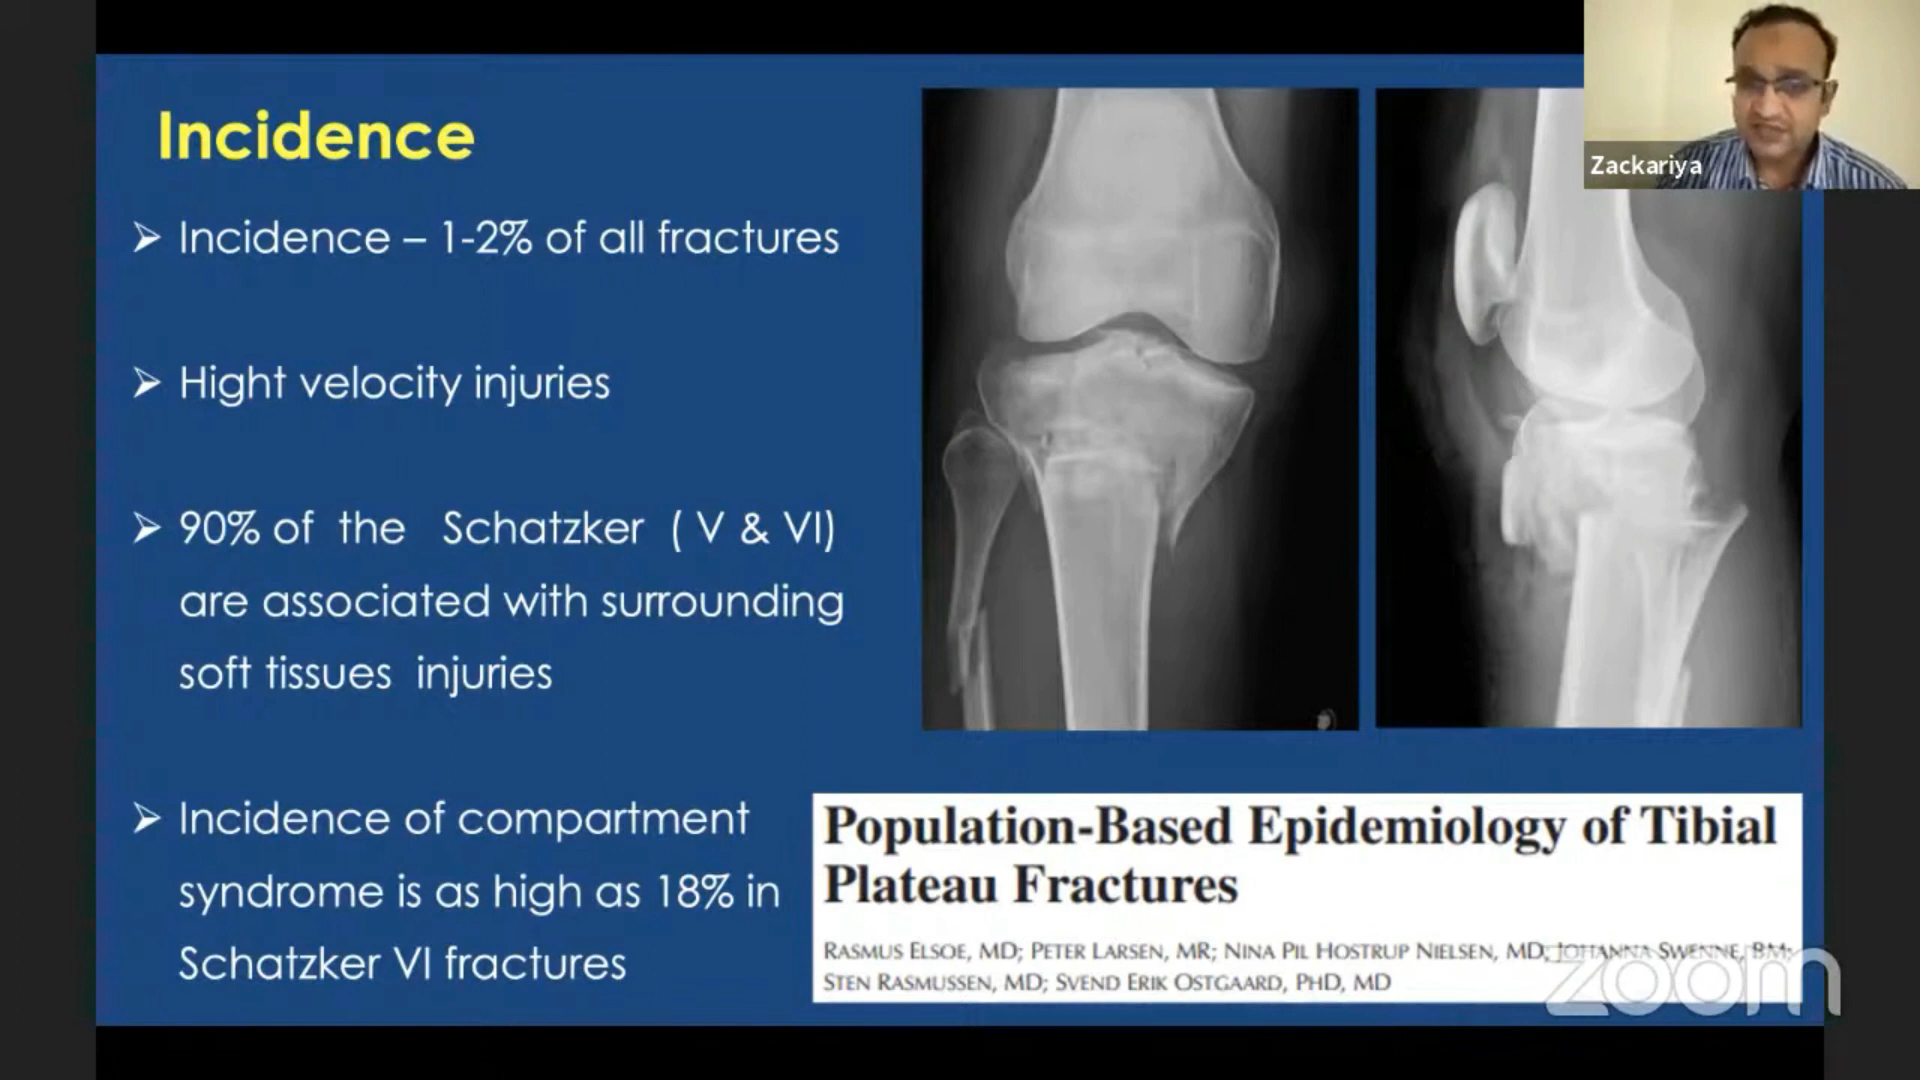 Incidence
Incidence – 1-2% of all fractures
Hight velocity injuries
90% of the Schatzker ( V & VI)
are associated with surrounding
soft tissues injuries
Incidence of compartment
syndrome is as high as 18% in
Schatzker VI fractures
Zackariya
Population-Based Epidemiology of Tibial
Plateau Fractures
RASMUS ELSOE, MD; PETER LARSEN, MR; NINA PIL HOSTRUP NIELSEN, MD; JOHANNA SWENNE, BM;
STEN RASMUSSEN, MD; SVEND ERIK OSTGAARD, PHD, MD
zoom